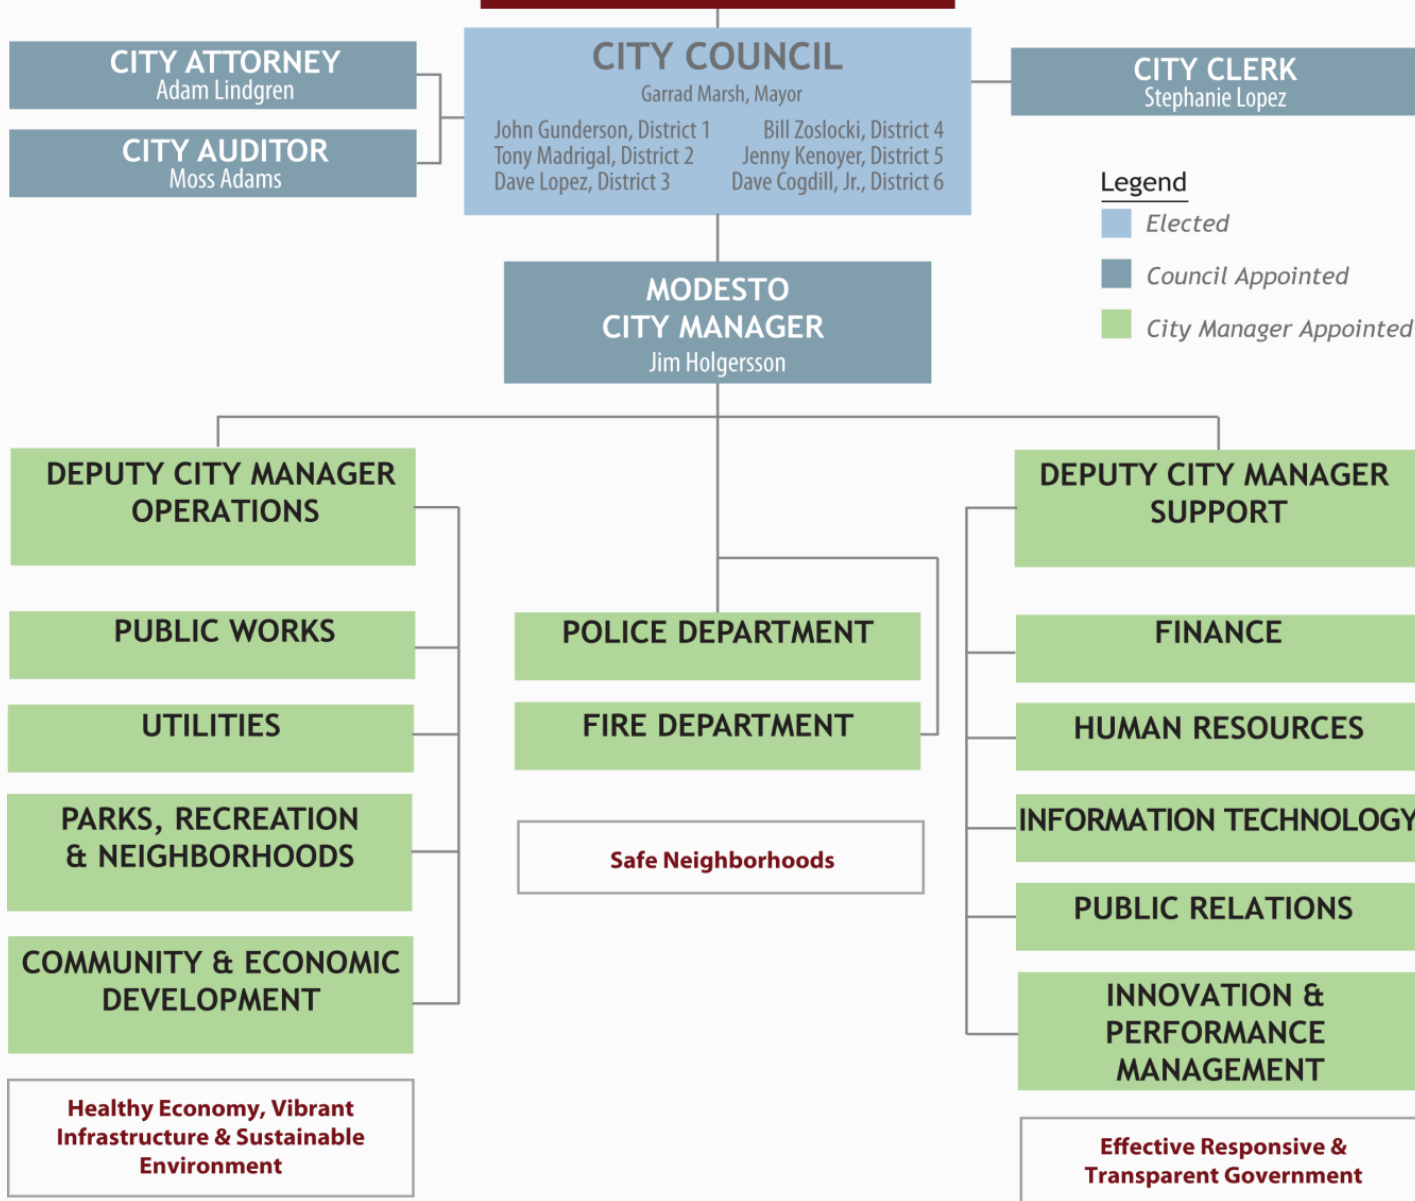 CITY ATTORNEY
Adam Lindgren
CITY AUDITOR
Moss Adams
CITY COUNCIL
Garrad Marsh, Mayor
John Gunderson, District 1
Tony Madrigal, District 2
Dave Lopez, District 3
Bill Zoslocki, District 4
Jenny Kenoyer, District 5
Dave Cogdill, Jr., District 6
CITY CLERK
Stephanie Lopez
Legend
Elected
Council Appointed
City Manager Appointed
MODESTO
CITY MANAGER
Jim Holgersson
DEPUTY CITY MANAGER
OPERATIONS
PUBLIC WORKS
UTILITIES
PARKS, RECREATION
& NEIGHBORHOODS
COMMUNITY & ECONOMIC
DEVELOPMENT
Healthy Economy, Vibrant
Infrastructure & Sustainable
Environment
POLICE DEPARTMENT
FIRE DEPARTMENT
Safe Neighborhoods
DEPUTY CITY MANAGER
SUPPORT
FINANCE
HUMAN RESOURCES
INFORMATION TECHNOLOGY
PUBLIC RELATIONS
INNOVATION &
PERFORMANCE
MANAGEMENT
Effective Responsive &
Transparent Government